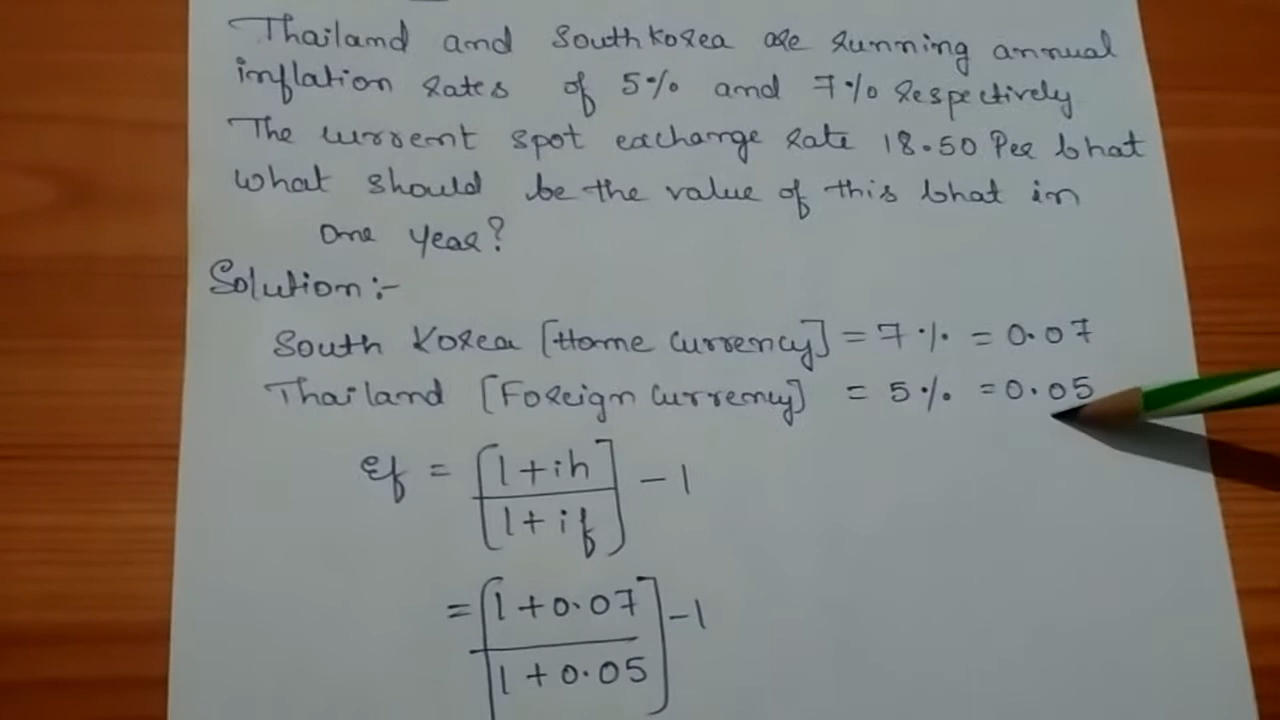 Thailand and South Korea are running annual
inflation rates of 5% and 7% respectively
The current spot exchange rate 18.50 Per bhat
what should be the value of this bhat in
one year?
Solution:-
South Korea [Home Currency] = 7% = 0.07
Thailand [Foreign Currency] = 5% = 0.05
ef = [1+ih / 1+if] - 1
= [1+0.07 / 1+0.05] - 1